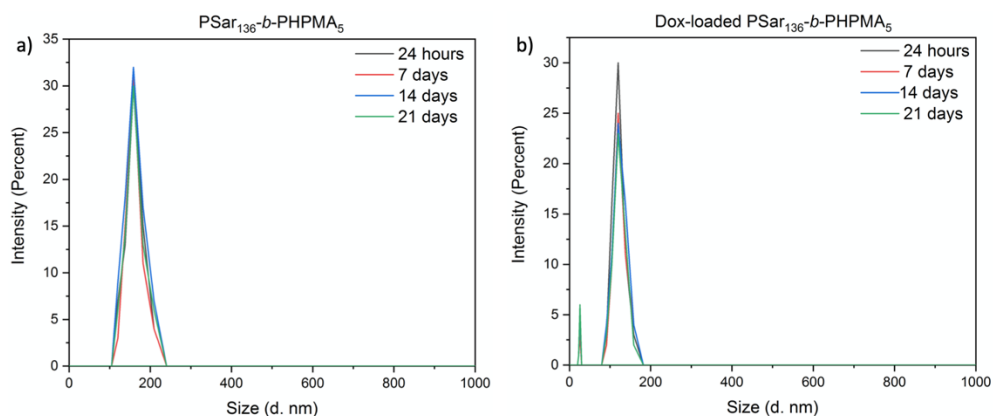 a)
PSar₁₃₆-b-PHPMA₅
24 hours
7 days
14 days
21 days
Intensity (Percent)
35
30
25
20
15
10
5
0
0 200 400 600 800 1000
Size (d. nm)
b)
Dox-loaded PSar₁₃₆-b-PHPMA₅
24 hours
7 days
14 days
21 days
Intensity (Percent)
30
25
20
15
10
5
0
0 200 400 600 800 1000
Size (d. nm)